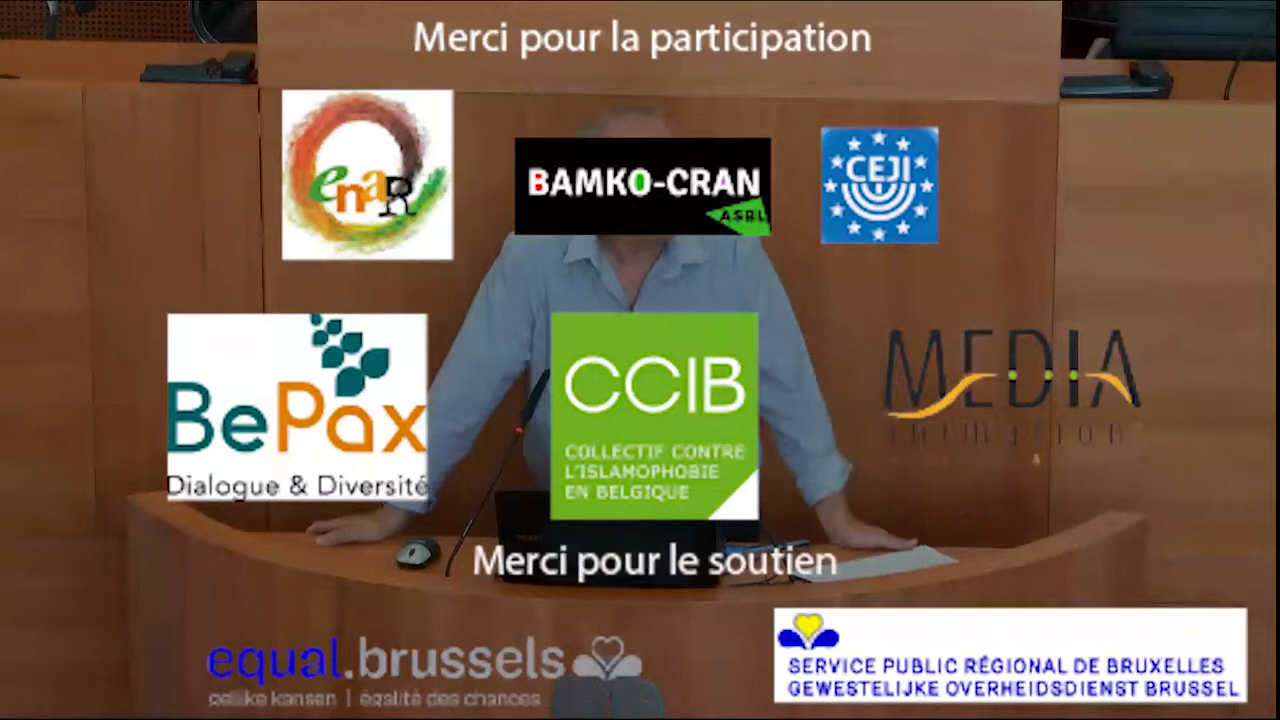 Merci pour la participation
enaR
BAMKO-CRAN
ASBL
CEJI
BePax
Dialogue & Diversité
CCIB
COLLECTIF CONTRE
L'ISLAMOPHOBIE
EN BELGIQUE
MEDIA
Merci pour le soutien
equal.brussels
gelijke kansen | égalité des chances
SERVICE PUBLIC RÉGIONAL DE BRUXELLES
GEWESTELIJKE OVERHEIDSDIENST BRUSSEL